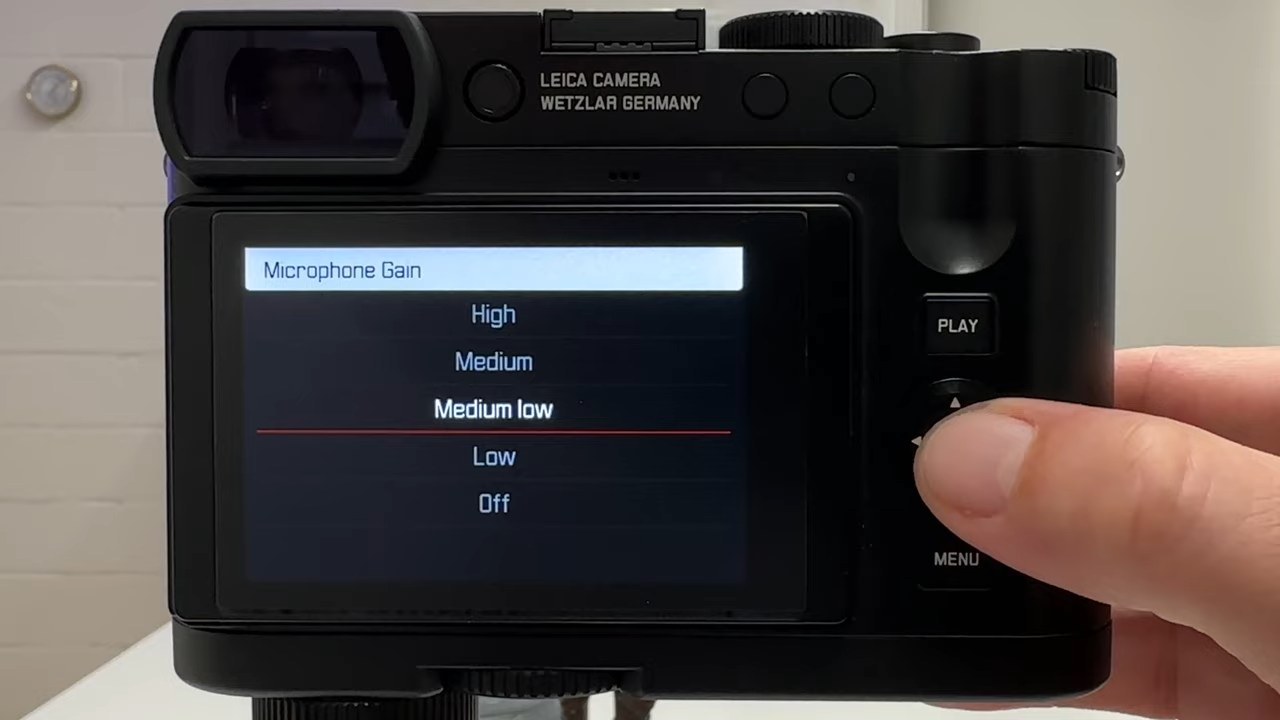 LEICA CAMERA
WETZLAR GERMANY
Microphone Gain
High
Medium
Medium low
Low
Off
PLAY
MENU